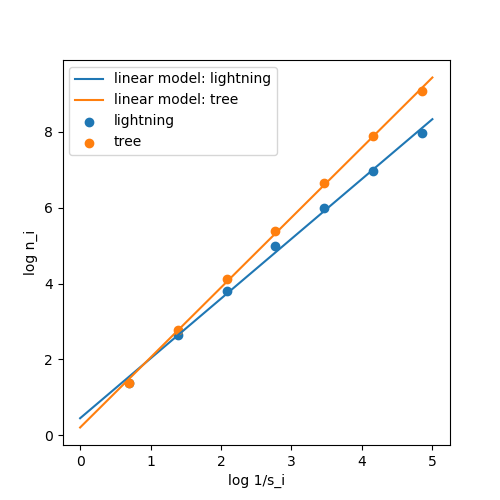 linear model: lightning
linear model: tree
lightning
tree
8
6
4
2
0
log n_i
0 1 2 3 4 5
log 1/s_i